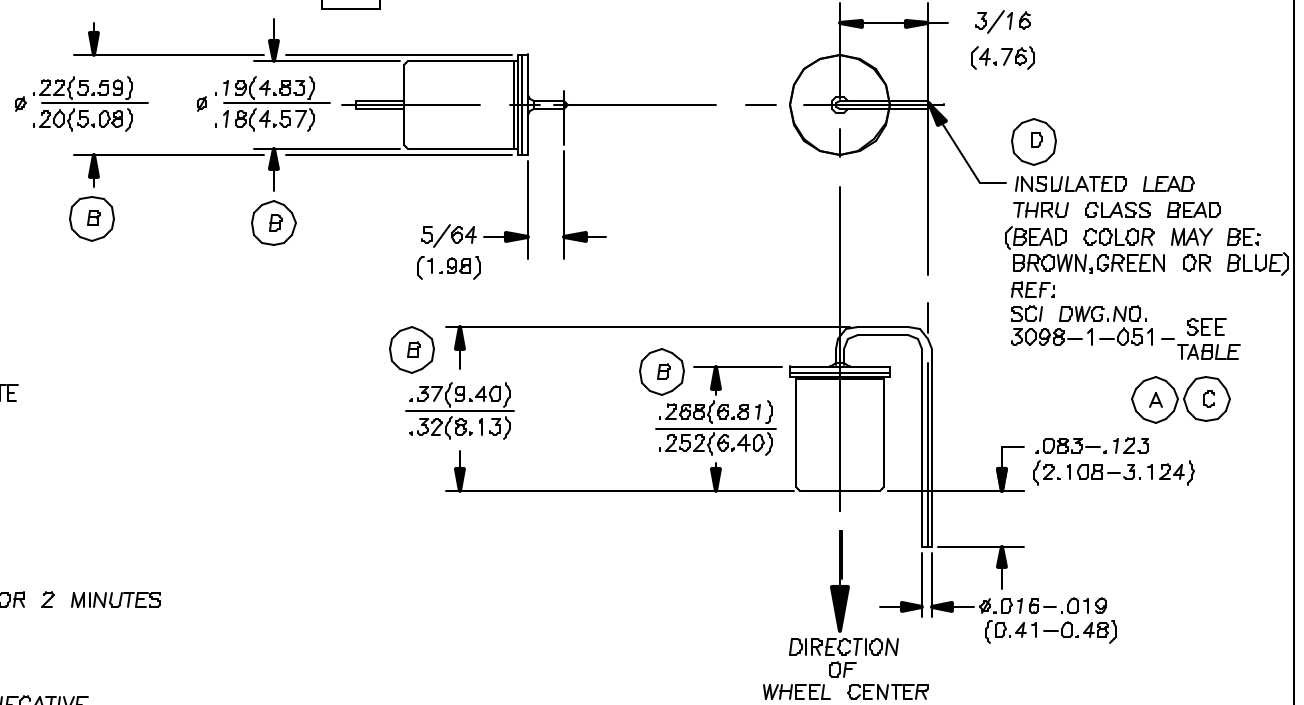 3/16
(4.76)
ø .22(5.59)
.20(5.08)
ø .19(4.83)
.18(4.57)
B
B
5/64
(1.98)
D
INSULATED LEAD
THRU GLASS BEAD
(BEAD COLOR MAY BE:
BROWN,GREEN OR BLUE)
REF:
SCI DWG.NO.
3098-1-051- SEE
TABLE
A C
B
.37(9.40)
.32(8.13)
B
.268(6.81)
.252(6.40)
.083-.123
(2.108-3.124)
TE
OR 2 MINUTES
ø.016-.019
(0.41-0.48)
DIRECTION
OF
WHEEL CENTER
NEGATIVE